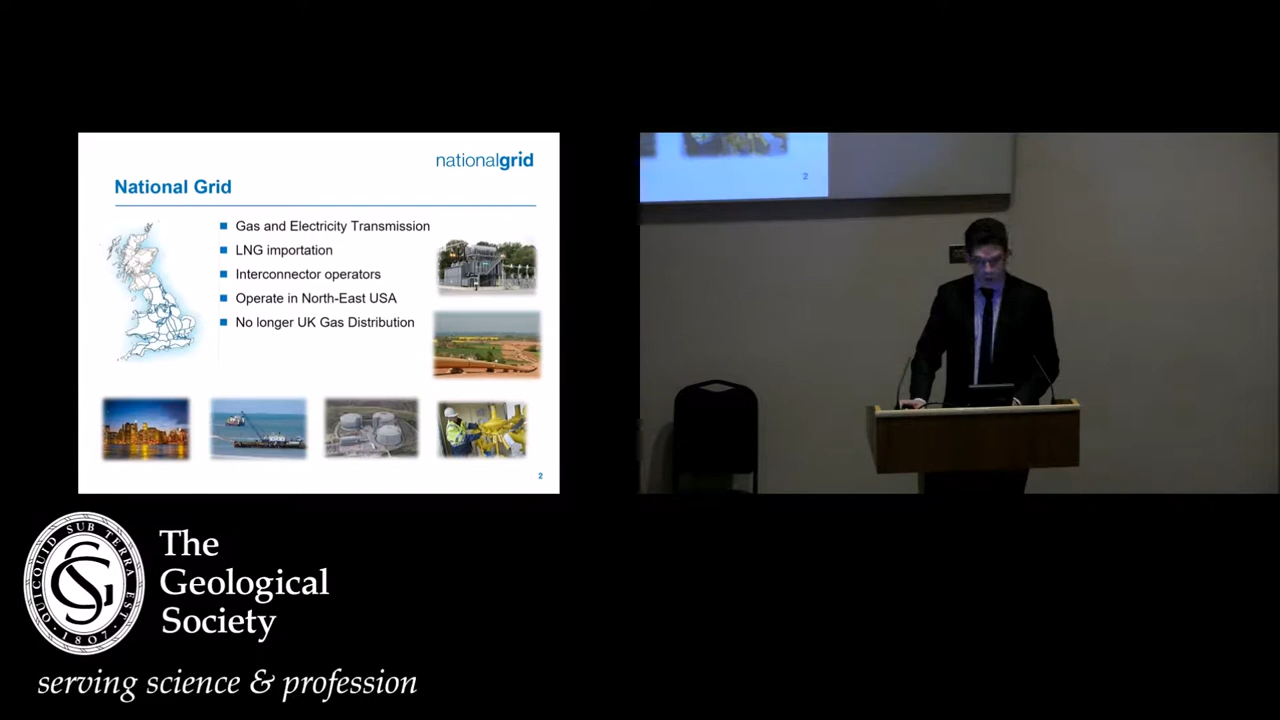 nationalgrid
National Grid
Gas and Electricity Transmission
LNG importation
Interconnector operators
Operate in North-East USA
No longer UK Gas Distribution
2
2
QUICQUID SUB TERRA EST
1807
The
Geological
Society
serving science & profession